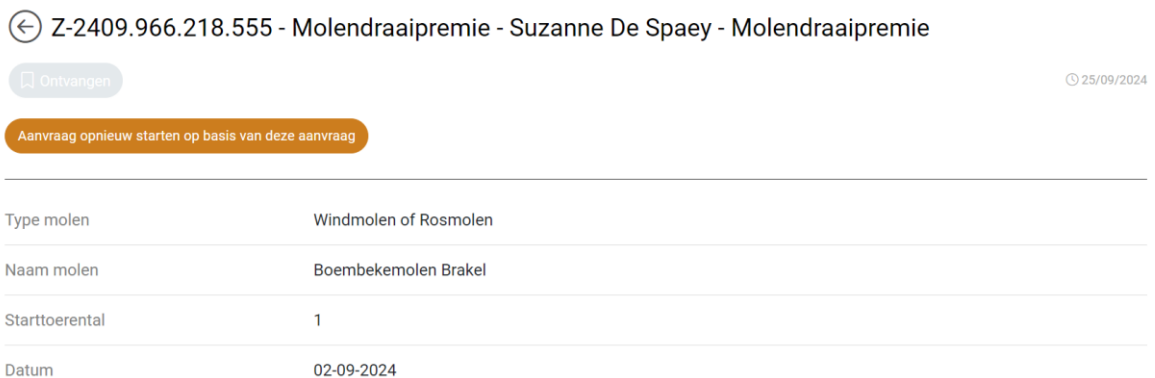 Z-2409.966.218.555 - Molendraaipremie - Suzanne De Spaey - Molendraaipremie
Ontvangen
25/09/2024
Aanvraag opnieuw starten op basis van deze aanvraag
Type molen Windmolen of Rosmolen
Naam molen Boembekemolen Brakel
Starttoerental 1
Datum 02-09-2024